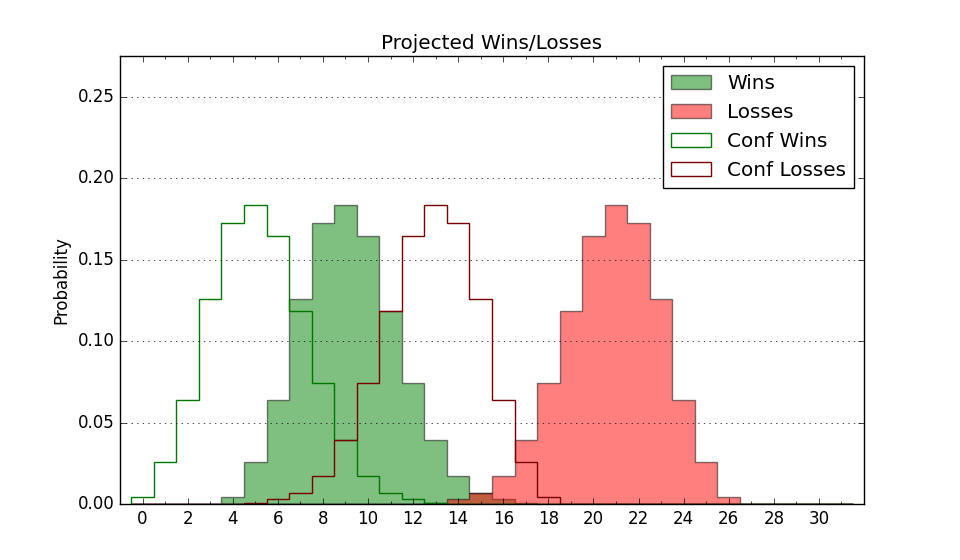 Projected Wins/Losses
Wins
Losses
Conf Wins
Conf Losses
Probability
0.25
0.20
0.15
0.10
0.05
0.00
0 2 4 6 8 10 12 14 16 18 20 22 24 26 28 30